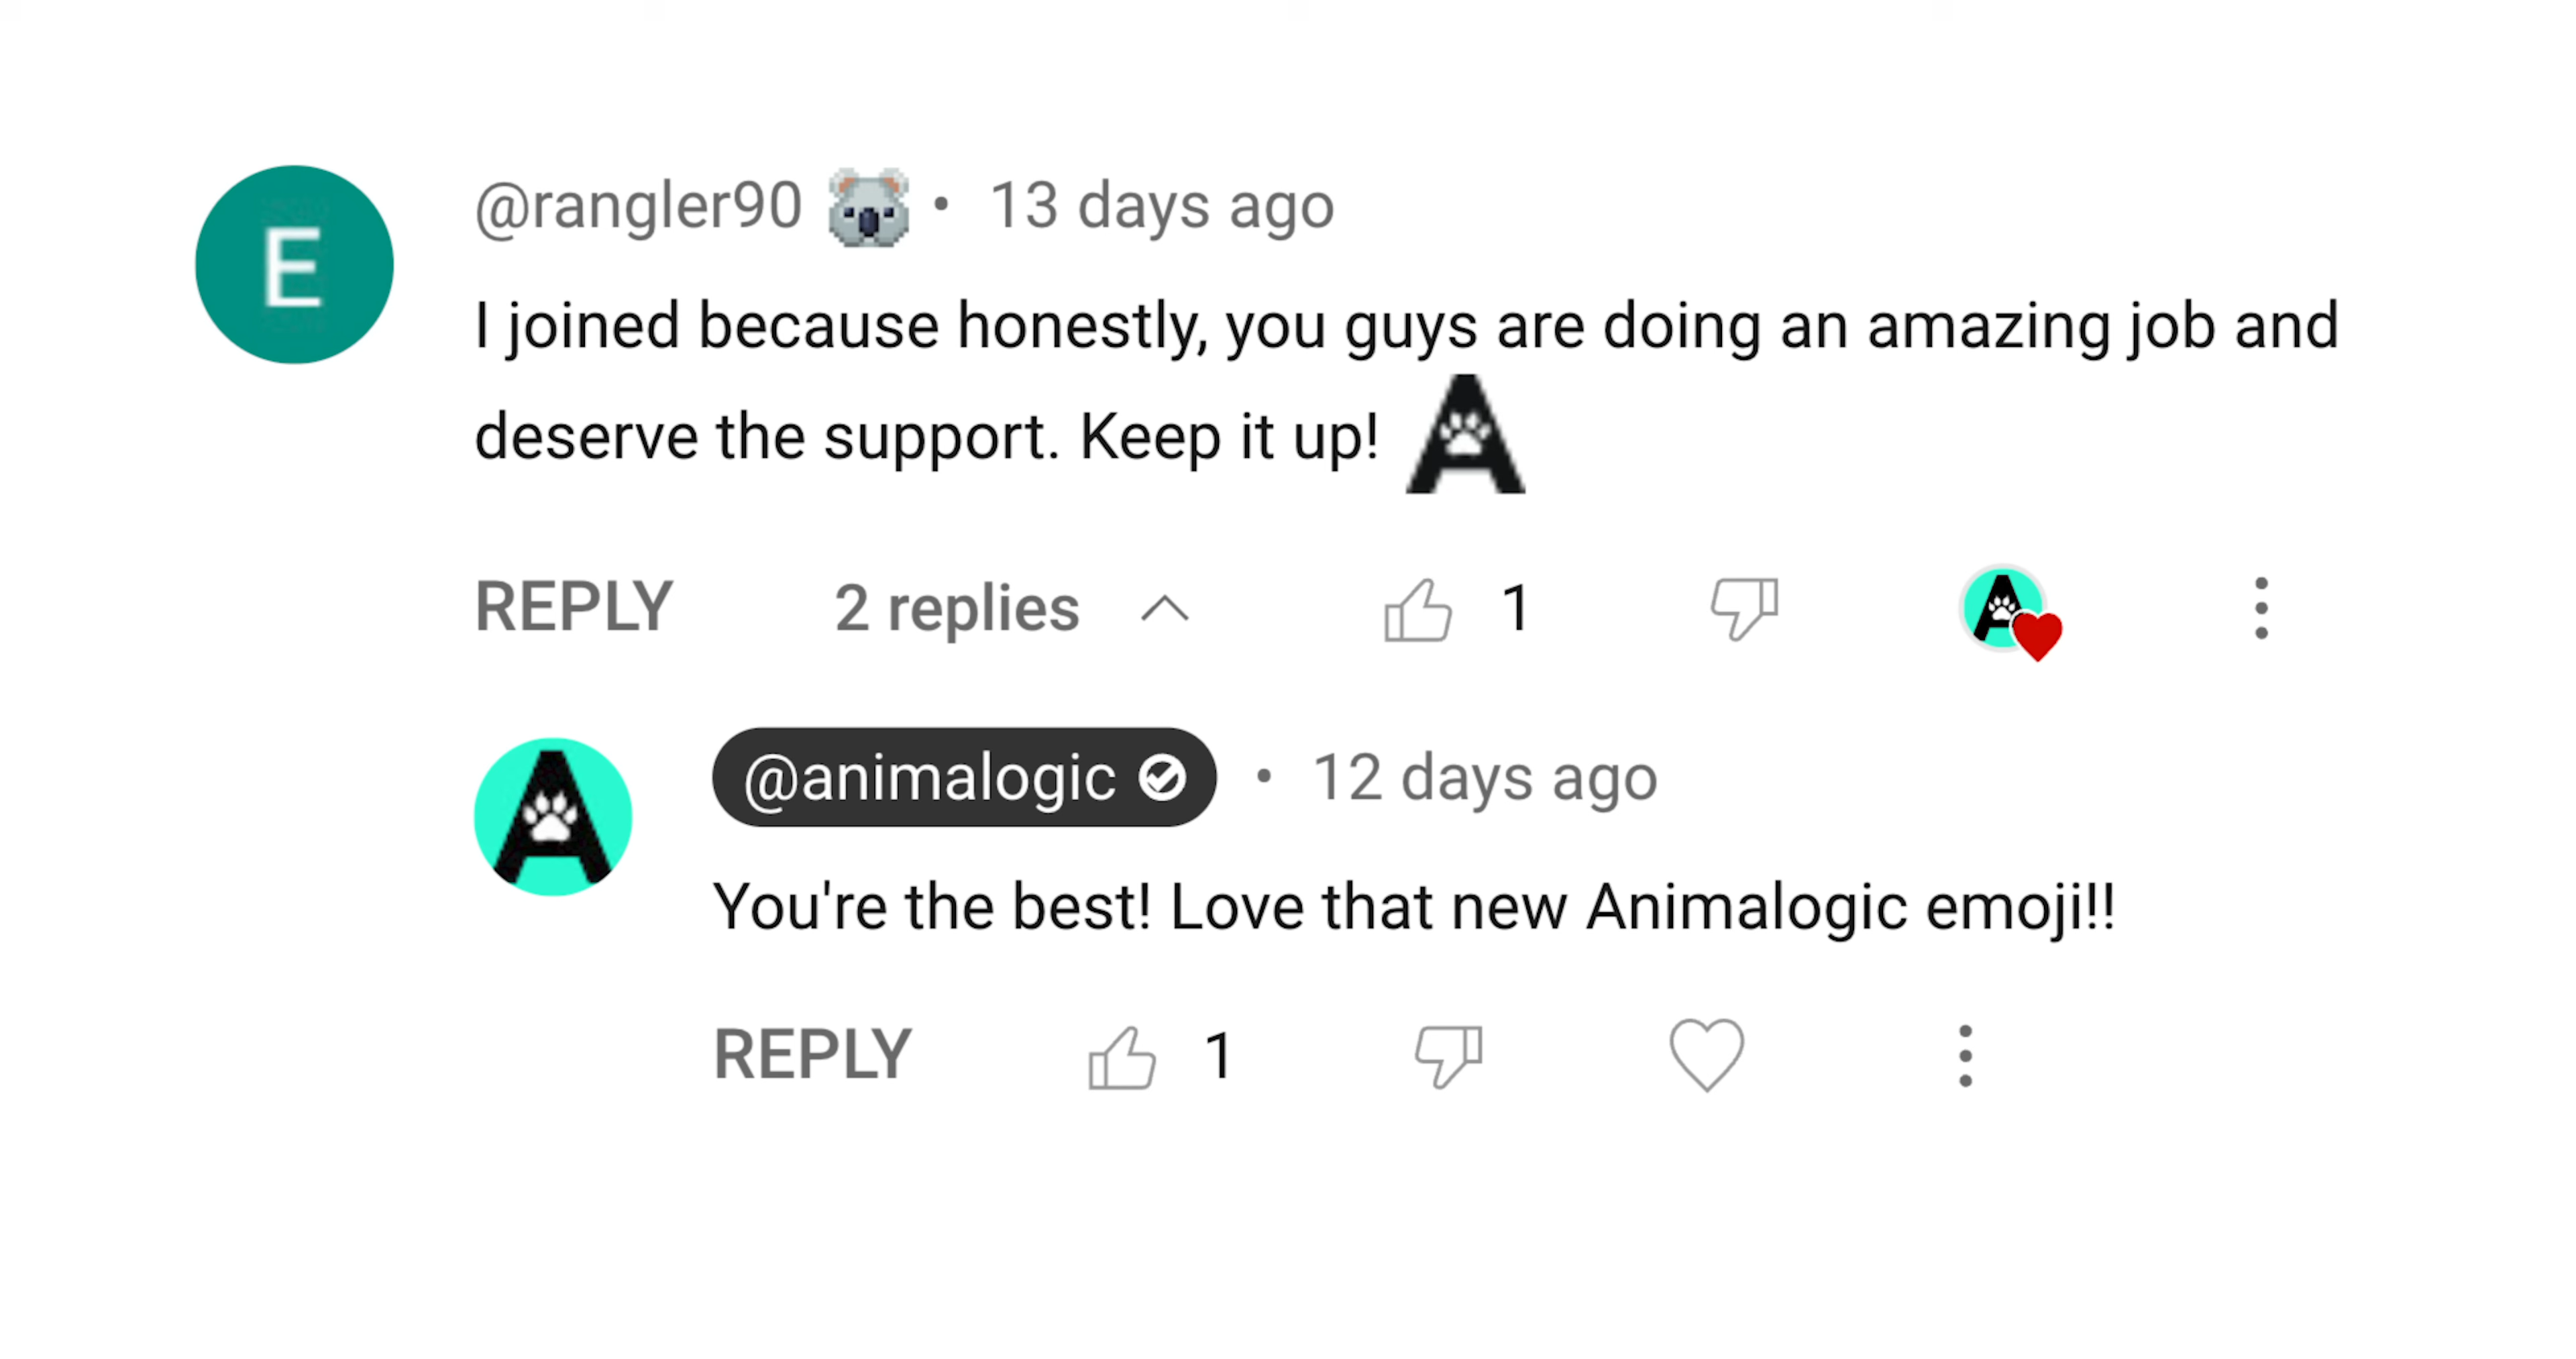 E
@rangler90 • 13 days ago
I joined because honestly, you guys are doing an amazing job and
deserve the support. Keep it up! A
REPLY 2 replies 1 A
A
@animalogic • 12 days ago
You're the best! Love that new Animalogic emoji!!
REPLY 1